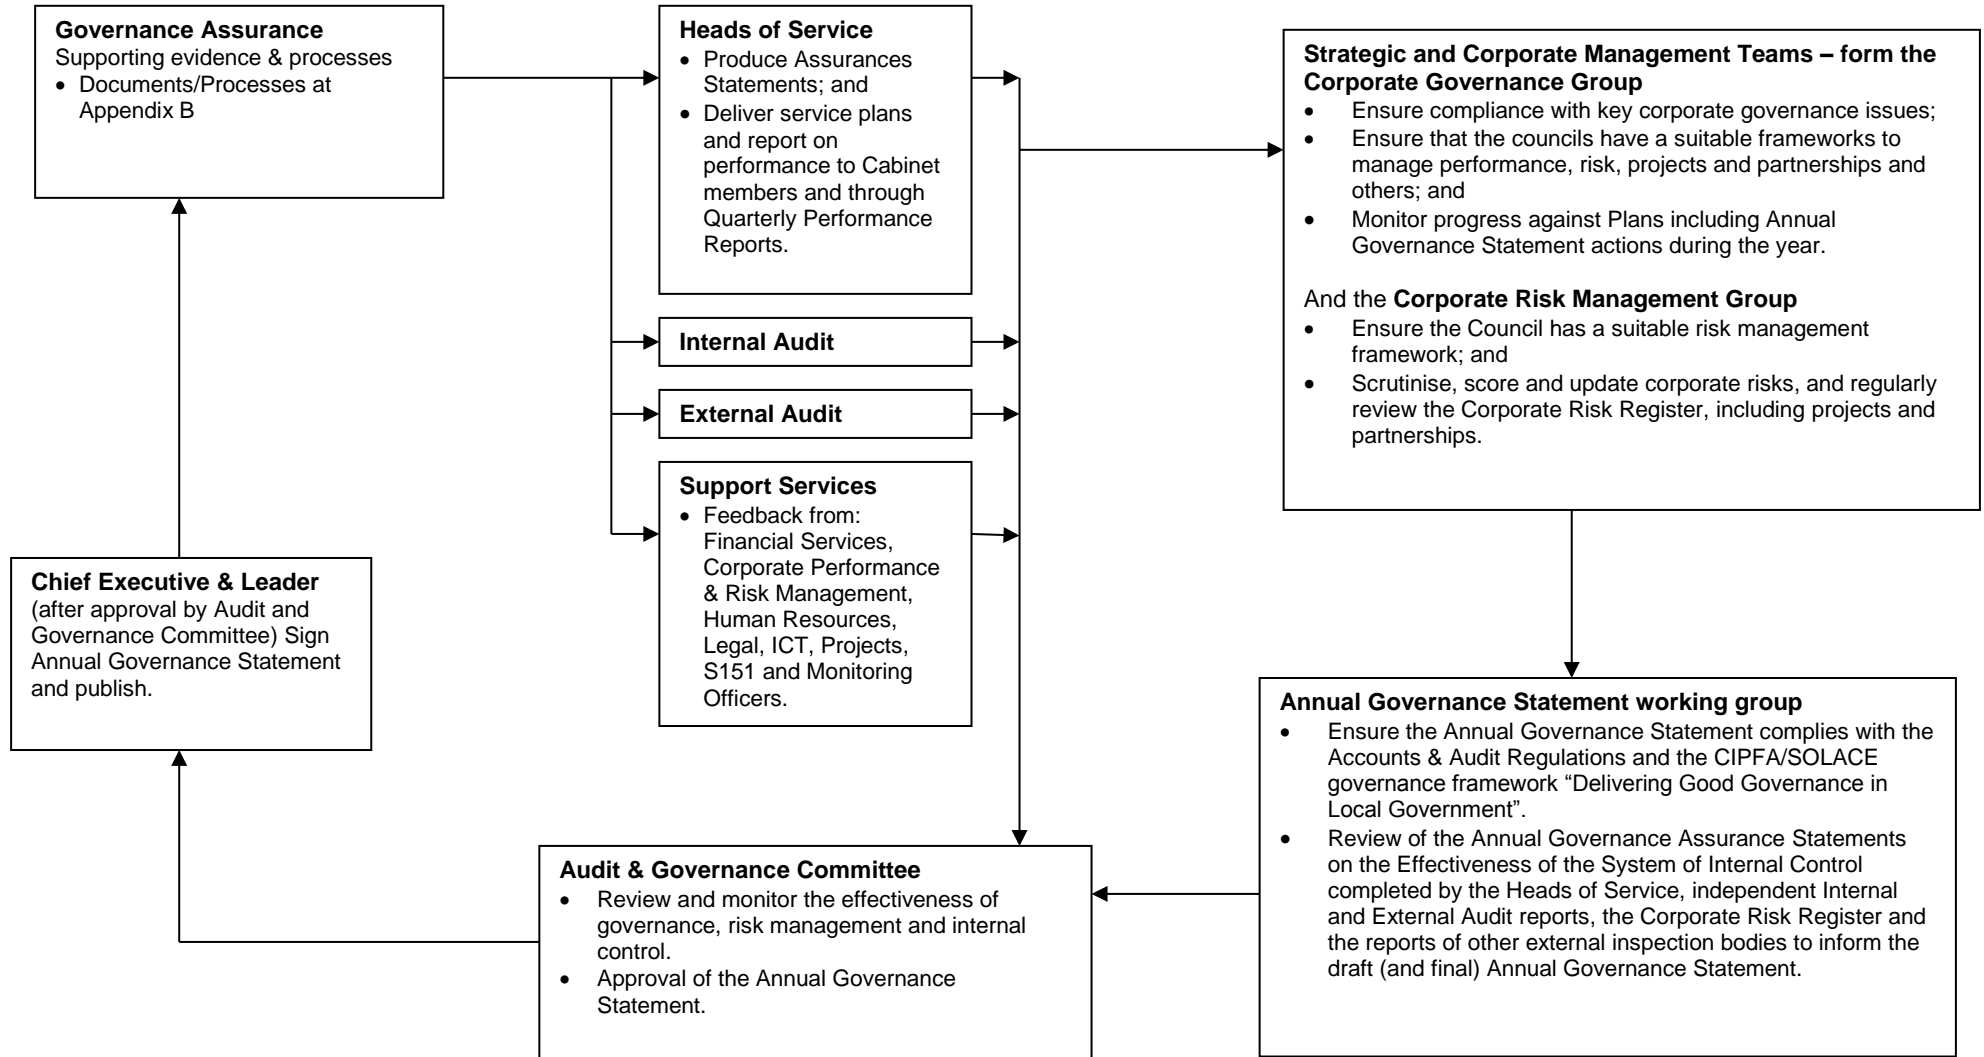 Governance Assurance
Supporting evidence & processes
• Documents/Processes at
Appendix B
Heads of Service
• Produce Assurances
Statements; and
• Deliver service plans
and report on
performance to Cabinet
members and through
Quarterly Performance
Reports.
Internal Audit
External Audit
Support Services
• Feedback from:
Financial Services,
Corporate Performance
& Risk Management,
Human Resources,
Legal, ICT, Projects,
S151 and Monitoring
Officers.
Strategic and Corporate Management Teams – form the
Corporate Governance Group
• Ensure compliance with key corporate governance issues;
• Ensure that the councils have a suitable frameworks to
manage performance, risk, projects and partnerships and
others; and
• Monitor progress against Plans including Annual
Governance Statement actions during the year.
And the Corporate Risk Management Group
• Ensure the Council has a suitable risk management
framework; and
• Scrutinise, score and update corporate risks, and regularly
review the Corporate Risk Register, including projects and
partnerships.
Annual Governance Statement working group
• Ensure the Annual Governance Statement complies with the
Accounts & Audit Regulations and the CIPFA/SOLACE
governance framework “Delivering Good Governance in
Local Government”.
• Review of the Annual Governance Assurance Statements
on the Effectiveness of the System of Internal Control
completed by the Heads of Service, independent Internal
and External Audit reports, the Corporate Risk Register and
the reports of other external inspection bodies to inform the
draft (and final) Annual Governance Statement.
Audit & Governance Committee
• Review and monitor the effectiveness of
governance, risk management and internal
control.
• Approval of the Annual Governance
Statement.
Chief Executive & Leader
(after approval by Audit and
Governance Committee) Sign
Annual Governance Statement
and publish.